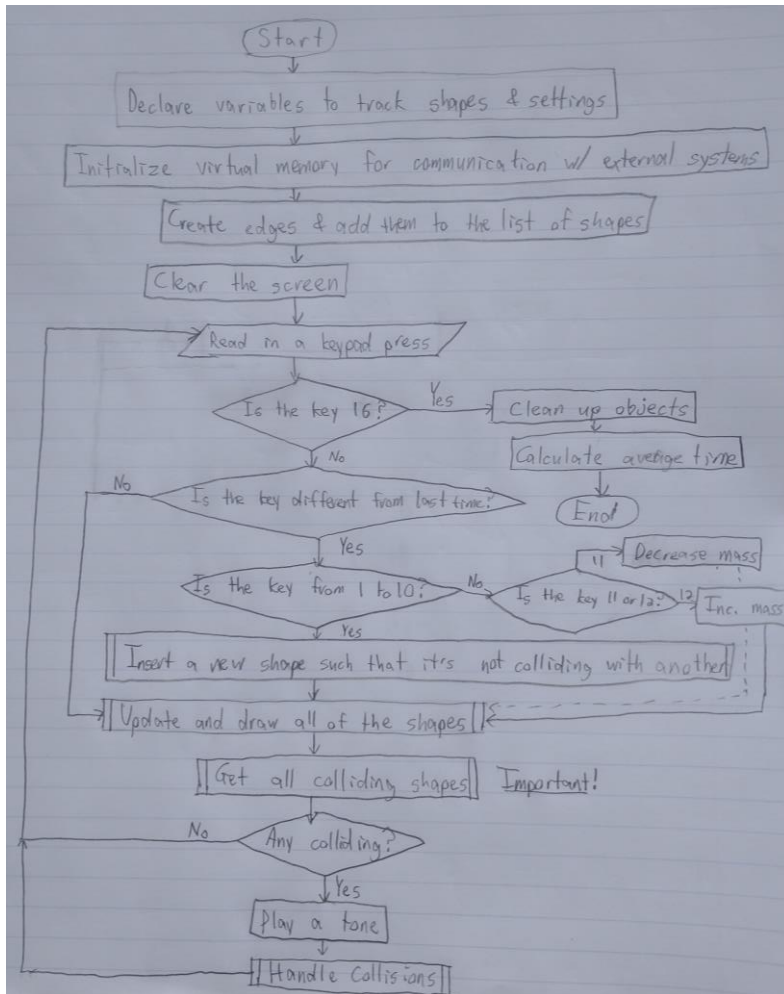 Start
Declare variables to track shapes & settings
Initialize virtual memory for communication w/ external systems
Create edges & add them to the list of shapes
Clear the screen
Read in a keypad press
Is the key 16?
Yes
Clean up objects
No
Calculate average time
No
Is the key different from last time?
End
Yes
11
Decrease mass
Is the key from 1 to 10?
No
Is the key 11 or 12?
12
Inc. mass
Yes
Insert a new shape such that it's not colliding with another
Update and draw all of the shapes
Get all colliding shapes
Important!
No
Any colliding?
Yes
Play a tone
Handle Collisions